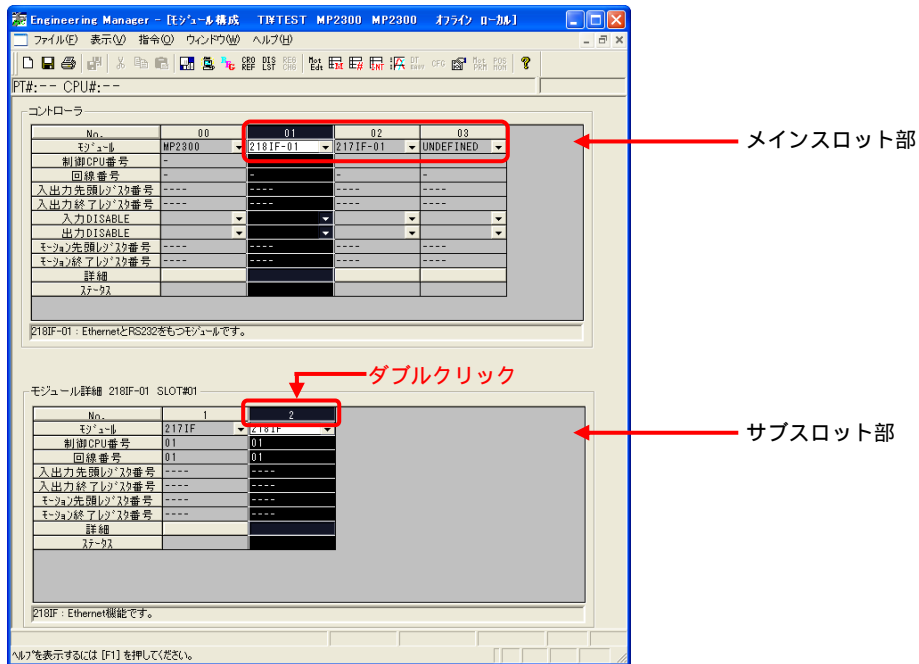 Engineering Manager - [ﾓｼﾞｭｰﾙ構成 TI¥TEST MP2300 MP2300 ｵﾌﾗｲﾝ ﾛｰｶﾙ]
ファイル(F) 表示(V) 指令(C) ウィンドウ(W) ヘルプ(H)
PT#:-- CPU#:--
コントローラ
メインスロット部
No. 00 01 02 03
ﾓｼﾞｭｰﾙ MP2300 218IF-01 217IF-01 UNDEFINED
制御CPU番号 -
回線番号 - - - -
入出力先頭ﾚｼﾞｽﾀ番号 ---- ---- ---- ----
入出力終了ﾚｼﾞｽﾀ番号 ---- ---- ---- ----
入力DISABLE
出力DISABLE
ﾓｰｼｮﾝ先頭ﾚｼﾞｽﾀ番号 ---- ---- ---- ----
ﾓｰｼｮﾝ終了ﾚｼﾞｽﾀ番号 ---- ---- ---- ----
詳細
ｽﾃｰﾀｽ
218IF-01 : EthernetとRS232をもつﾓｼﾞｭｰﾙです。
ダブルクリック
モジュール詳細 218IF-01 SLOT#01
No. 1 2
ﾓｼﾞｭｰﾙ 217IF 218IF
サブスロット部
制御CPU番号 01 01
回線番号 01 01
入出力先頭ﾚｼﾞｽﾀ番号 ---- ----
入出力終了ﾚｼﾞｽﾀ番号 ---- ----
ﾓｰｼｮﾝ先頭ﾚｼﾞｽﾀ番号 ---- ----
ﾓｰｼｮﾝ終了ﾚｼﾞｽﾀ番号 ---- ----
詳細
ｽﾃｰﾀｽ
218IF : Ethernet機能です。
ﾍﾙﾌﾟを表示するには [F1] を押してください。